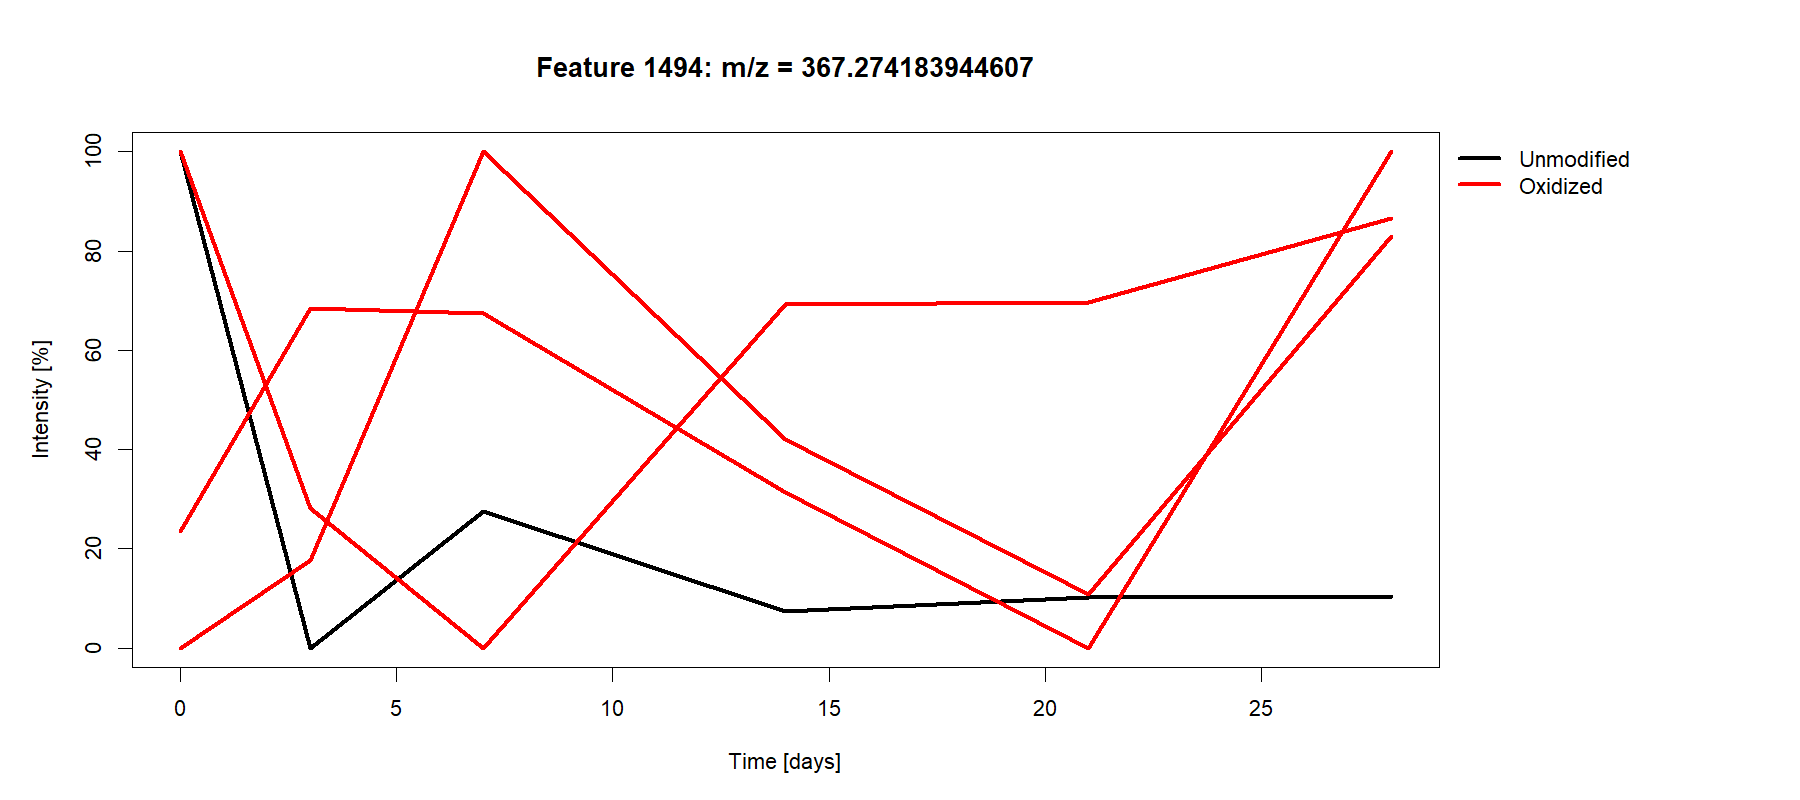 Feature 1494: m/z = 367.274183944607
Unmodified
Oxidized
Intensity [%]
100
80
60
40
20
0
0 5 10 15 20 25
Time [days]